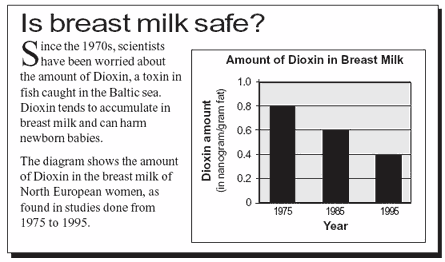 Is breast milk safe?
Since the 1970s, scientists
have been worried about
the amount of Dioxin, a toxin in
fish caught in the Baltic sea.
Dioxin tends to accumulate in
breast milk and can harm
newborn babies.
The diagram shows the amount
of Dioxin in the breast milk of
North European women, as
found in studies done from
1975 to 1995.
Amount of Dioxin in Breast Milk
Dioxin amount
(in nanogram/gram fat)
1.0
0.8
0.6
0.4
0.2
0
1975 1985 1995
Year